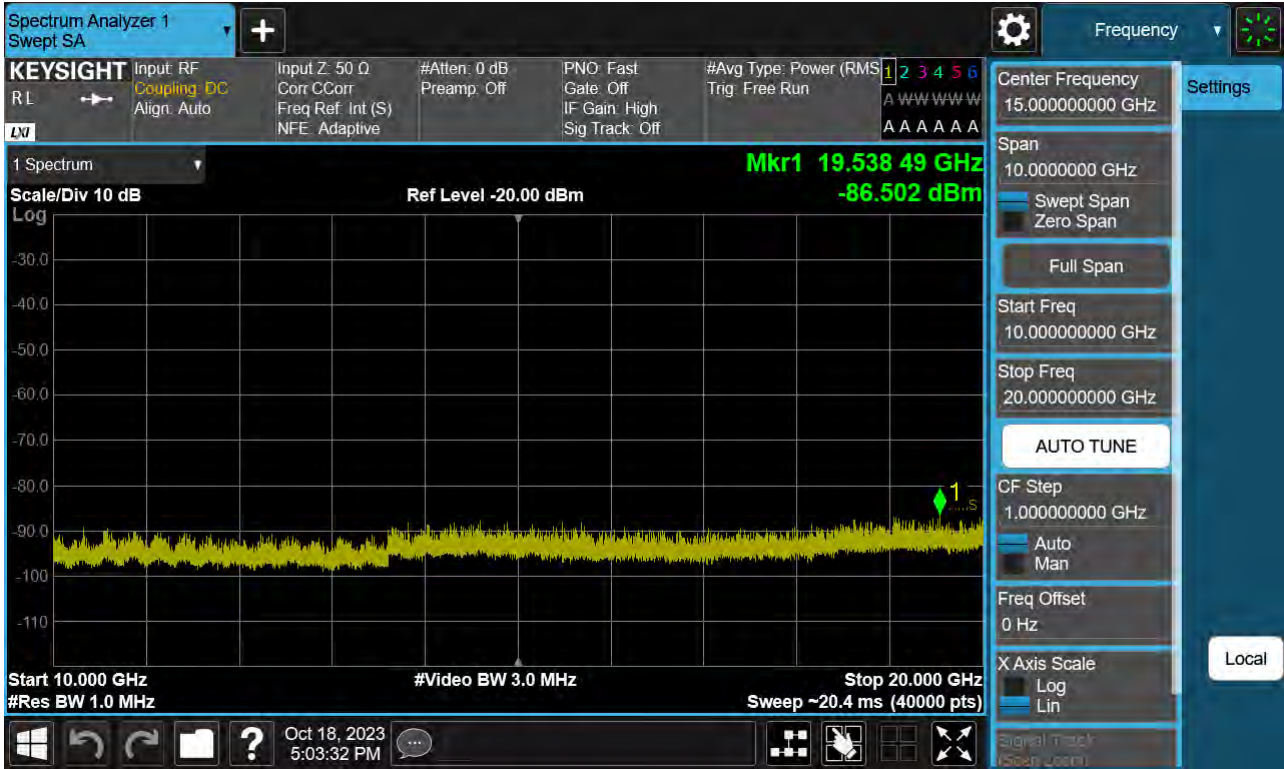 Spectrum Analyzer 1
Swept SA
+
Frequency
KEYSIGHT
RL
LXI
Input: RF
Coupling: DC
Align: Auto
Input Z: 50 Ω
Corr CCorr
Freq Ref: Int (S)
NFE: Adaptive
#Atten: 0 dB
Preamp: Off
PNO: Fast
Gate: Off
IF Gain: High
Sig Track: Off
#Avg Type: Power (RMS
Trig: Free Run
1 2 3 4 5 6
A W W W W W
A A A A A A
1 Spectrum
Scale/Div 10 dB
Log
Ref Level -20.00 dBm
Mkr1 19.538 49 GHz
-86.502 dBm
-30.0
-40.0
-50.0
-60.0
-70.0
-80.0
-90.0
-100
-110
1
S
Start 10.000 GHz
#Res BW 1.0 MHz
#Video BW 3.0 MHz
Stop 20.000 GHz
Sweep ~20.4 ms (40000 pts)
Center Frequency
15.000000000 GHz
Span
10.0000000 GHz
Swept Span
Zero Span
Full Span
Start Freq
10.000000000 GHz
Stop Freq
20.000000000 GHz
AUTO TUNE
CF Step
1.000000000 GHz
Auto
Man
Freq Offset
0 Hz
X Axis Scale
Log
Lin
Signal Track
(Span Zoom)
Settings
Local
?
Oct 18, 2023
5:03:32 PM